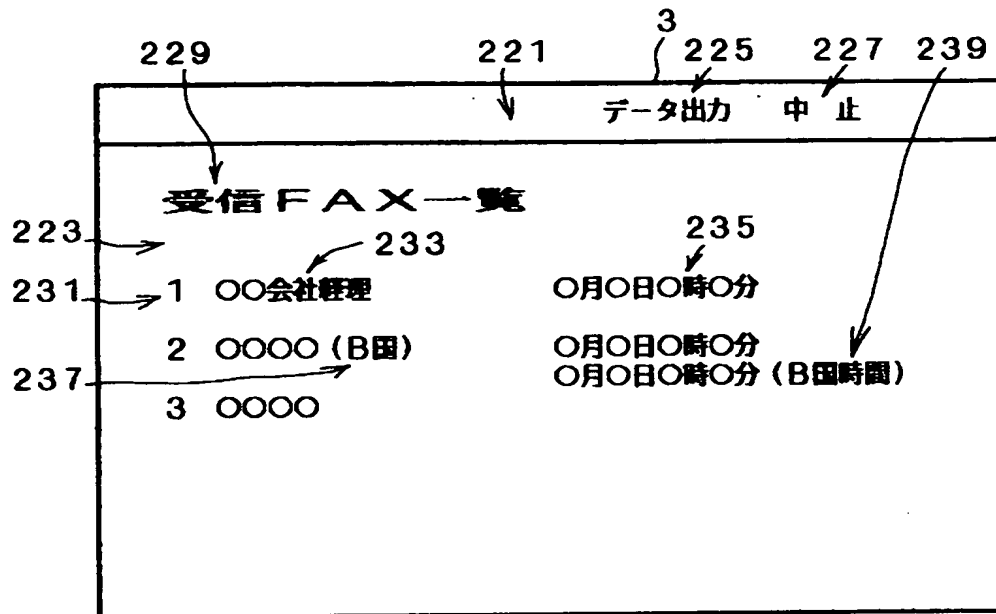 3
229 221 225 227 239
データ出力 中 止
受信FAX一覧
223 233 235
231 1 ○○会社経理 ○月○日○時○分
2 ○○○○(B国) ○月○日○時○分
237 ○月○日○時○分(B国時間)
3 ○○○○